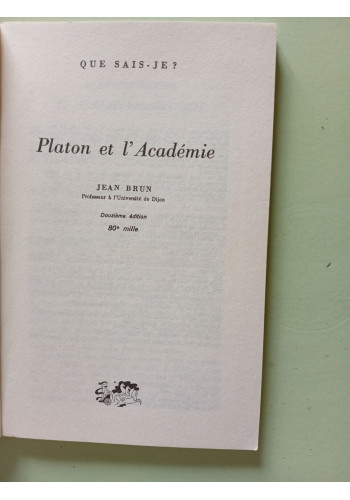 QUE SAIS-JE?
Platon et l'Académie
JEAN BRUN
Professeur à l'Université de Dijon
Douzième édition
80e mille